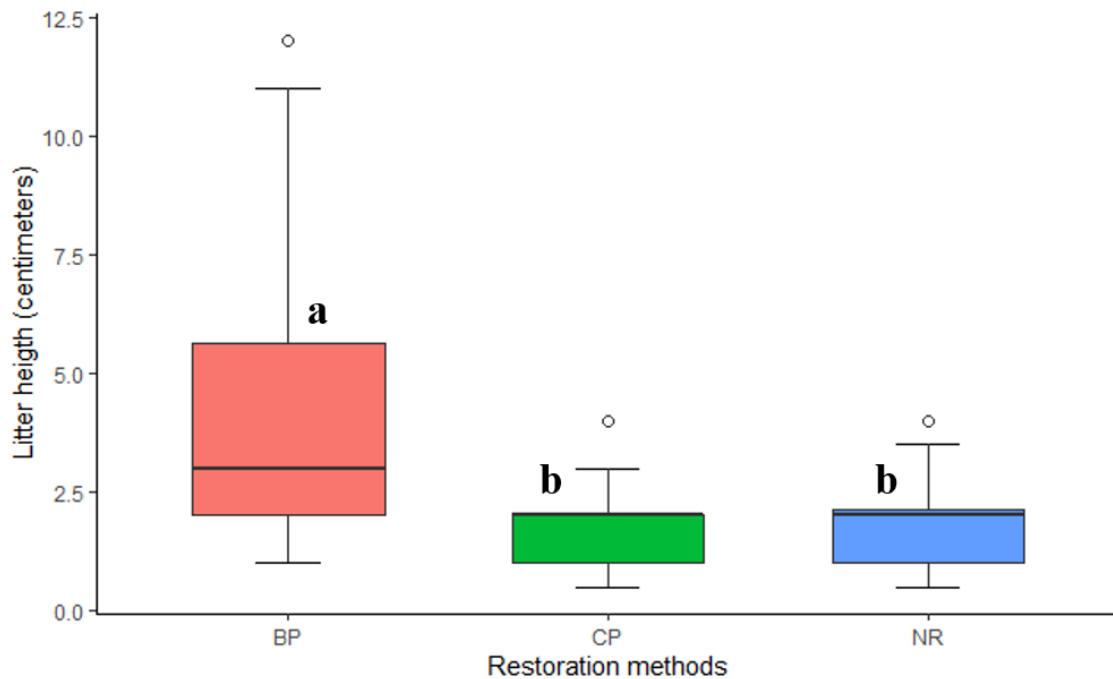 12.5
10.0
7.5
5.0
2.5
0.0
Litter heigth (centimeters)
a
b
b
BP CP NR
Restoration methods